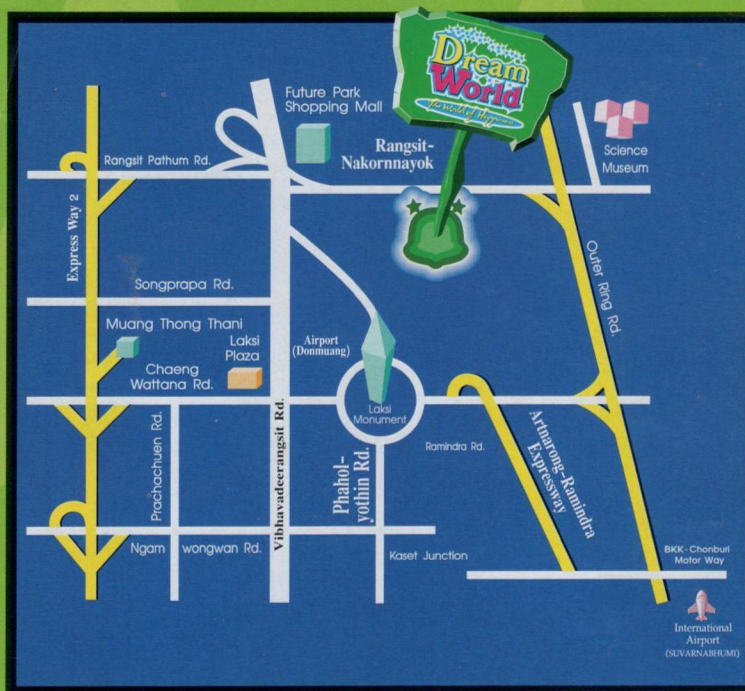 Dream
World
The World of Happiness
Future Park
Shopping Mall
Rangsit-
Nakornnayok
Science
Museum
Rangsit Pathum Rd.
Express Way 2
Outer Ring Rd.
Songprapa Rd.
Muang Thong Thani
Laksi
Plaza
Airport
(Donmuang)
Chaeng
Wattana Rd.
Laksi
Monument
Prachachuen Rd.
Vibhavadeerangsit Rd.
Phahol-
yothin Rd.
Ramindra Rd.
Artnarong-Ramindra
Expressway
Ngam wongwan Rd.
Kaset Junction
BKK-Chonburi
Motor Way
International
Airport
(SUVARNABHUMI)